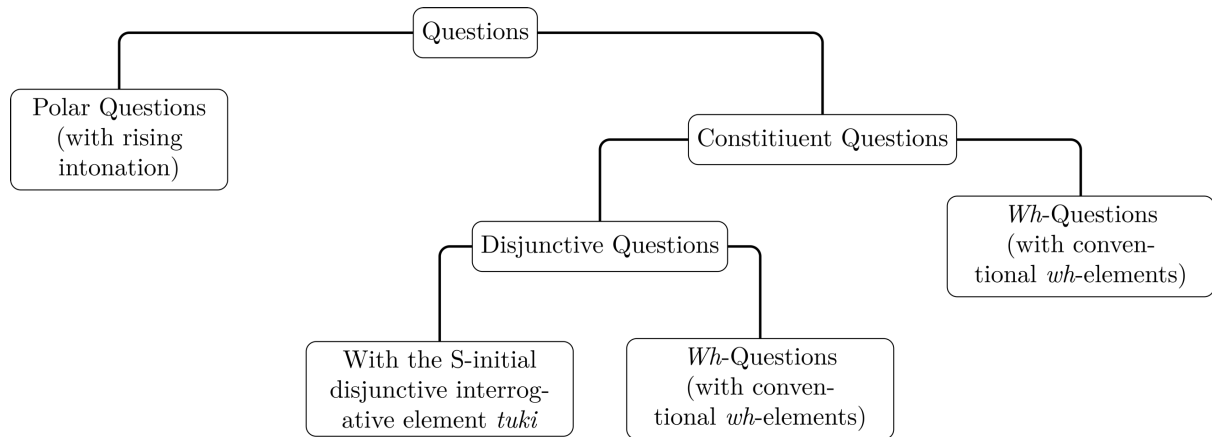 Questions
Polar Questions
(with rising
intonation)
Constitiuent Questions
Wh-Questions
(with conven-
tional wh-elements)
Disjunctive Questions
With the S-initial
disjunctive interrog-
ative element tuki
Wh-Questions
(with conven-
tional wh-elements)